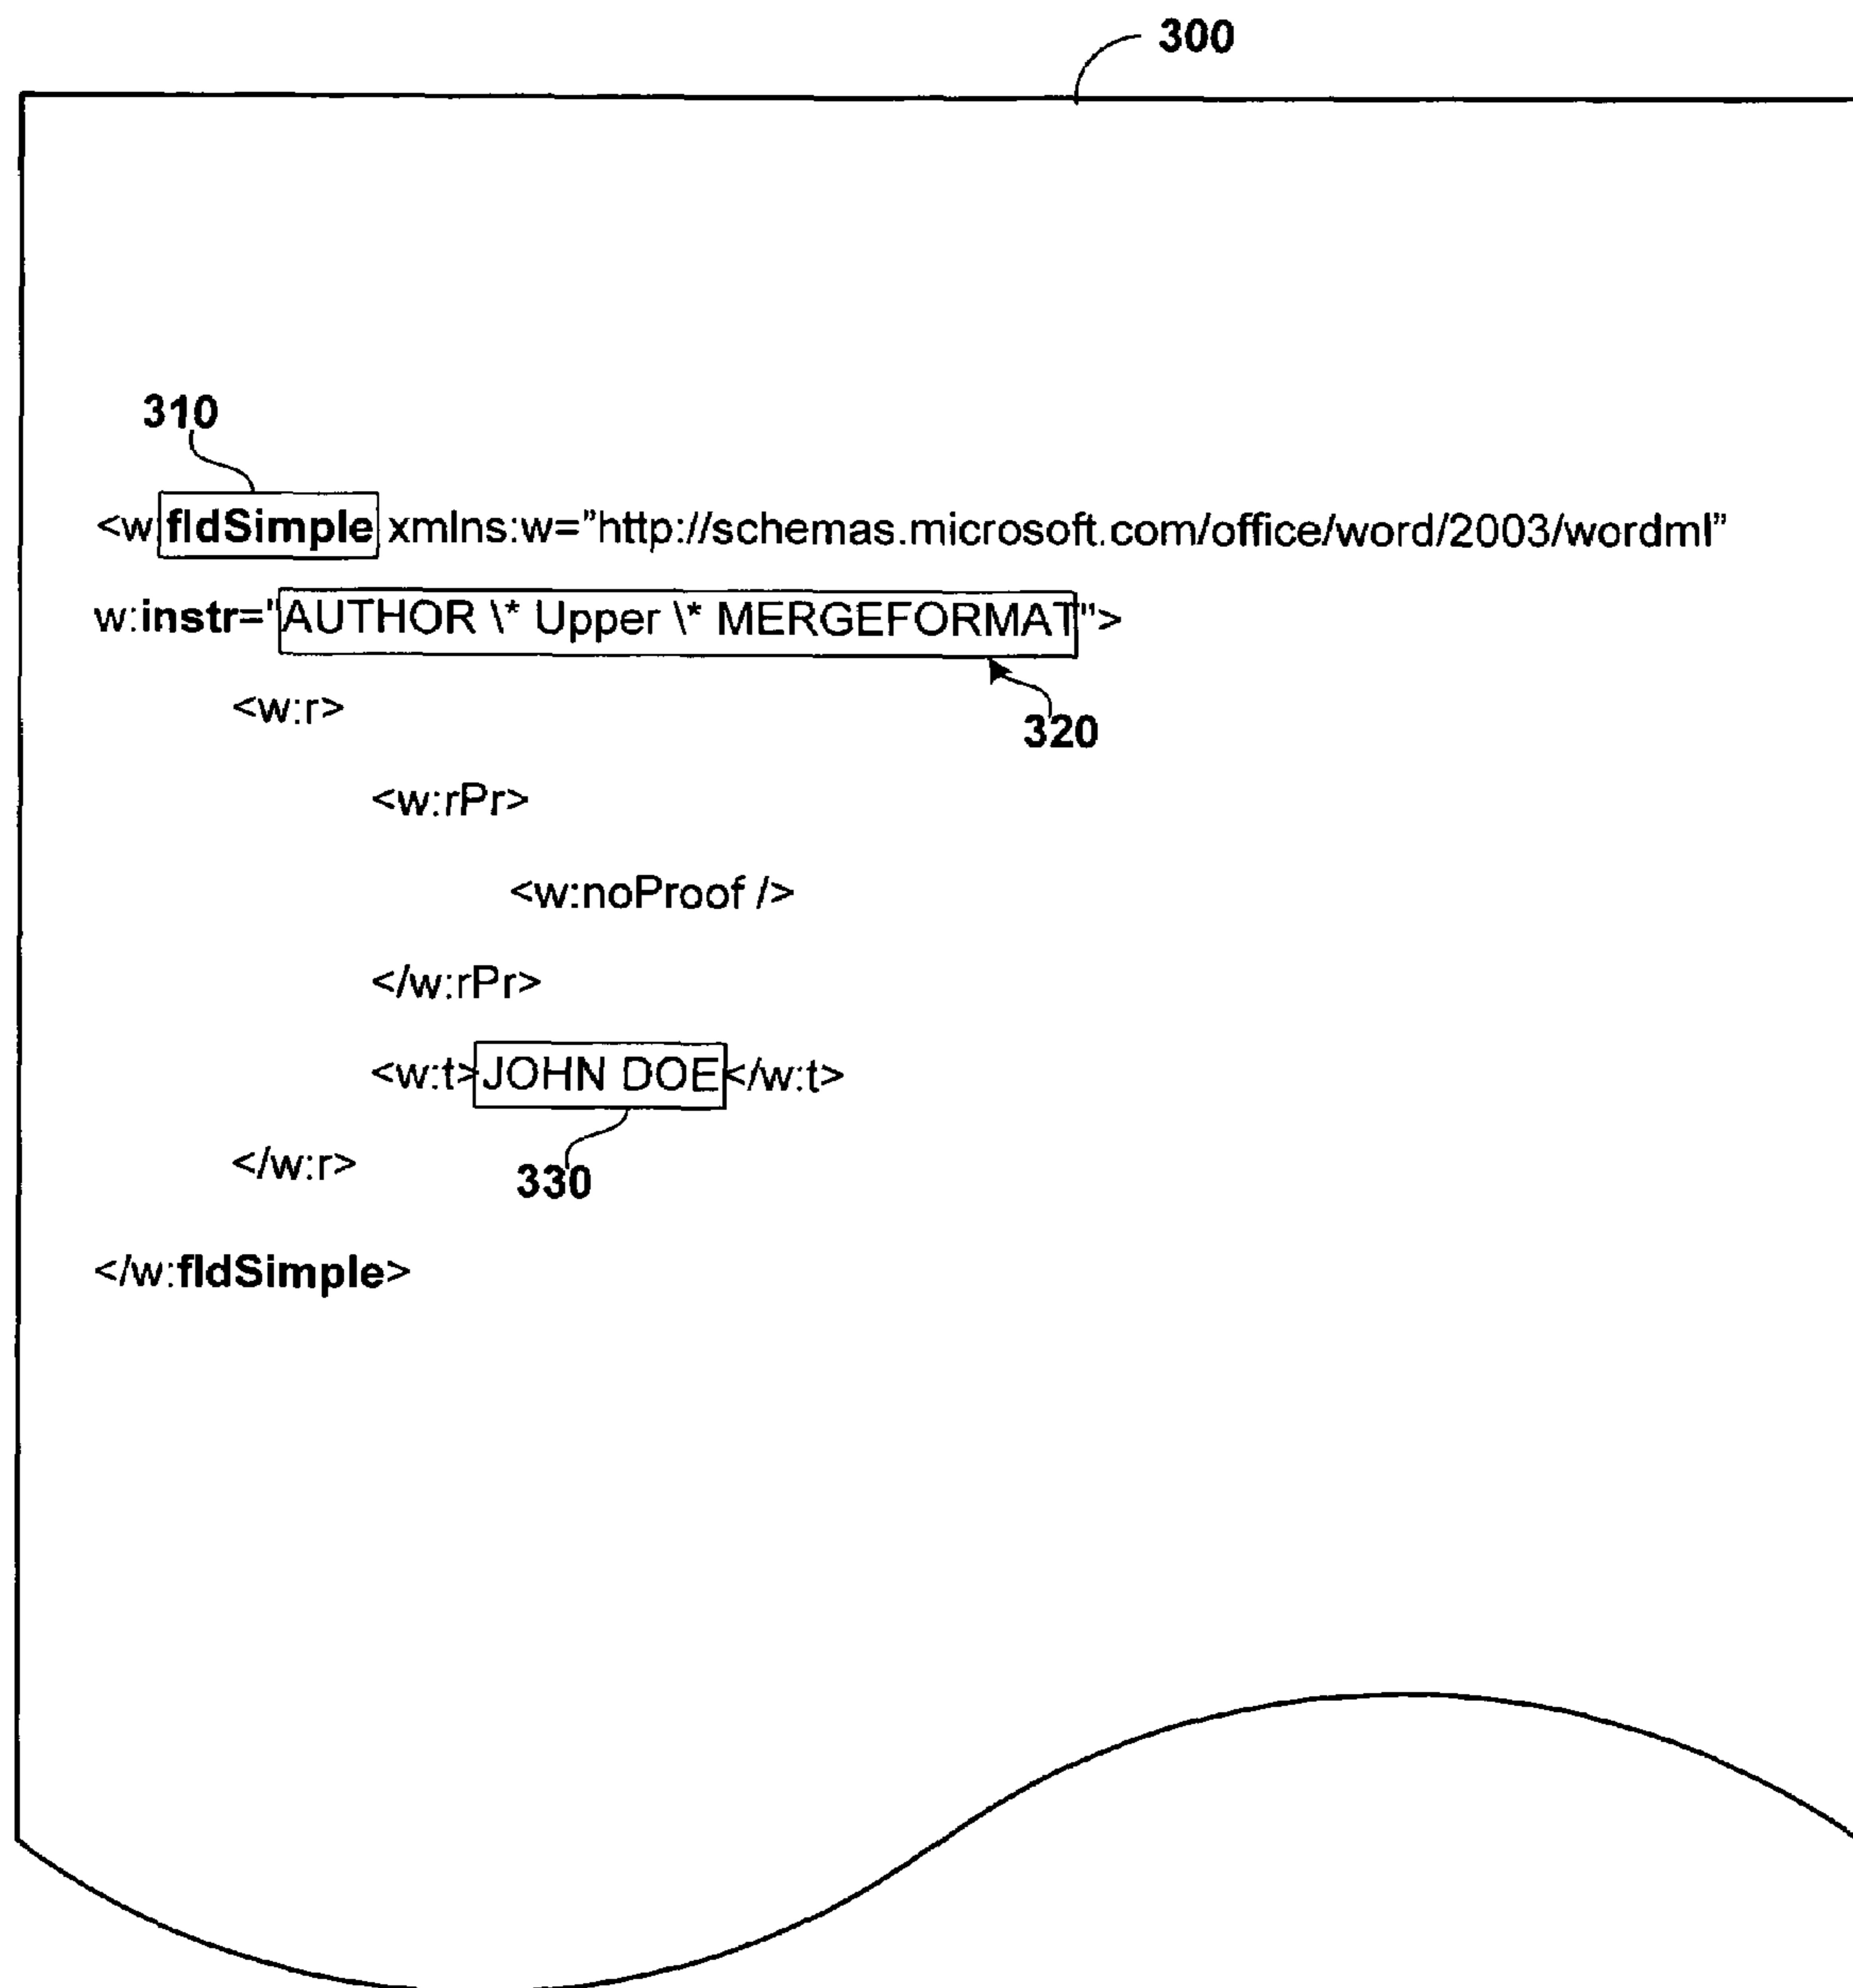 300
310
<w:fldSimple xmlns:w="http://schemas.microsoft.com/office/word/2003/wordml"
w:instr="AUTHOR \* Upper \* MERGEFORMAT">
<w:r>
320
<w:rPr>
<w:noProof />
</w:rPr>
<w:t>JOHN DOE</w:t>
</w:r>
330
</w:fldSimple>